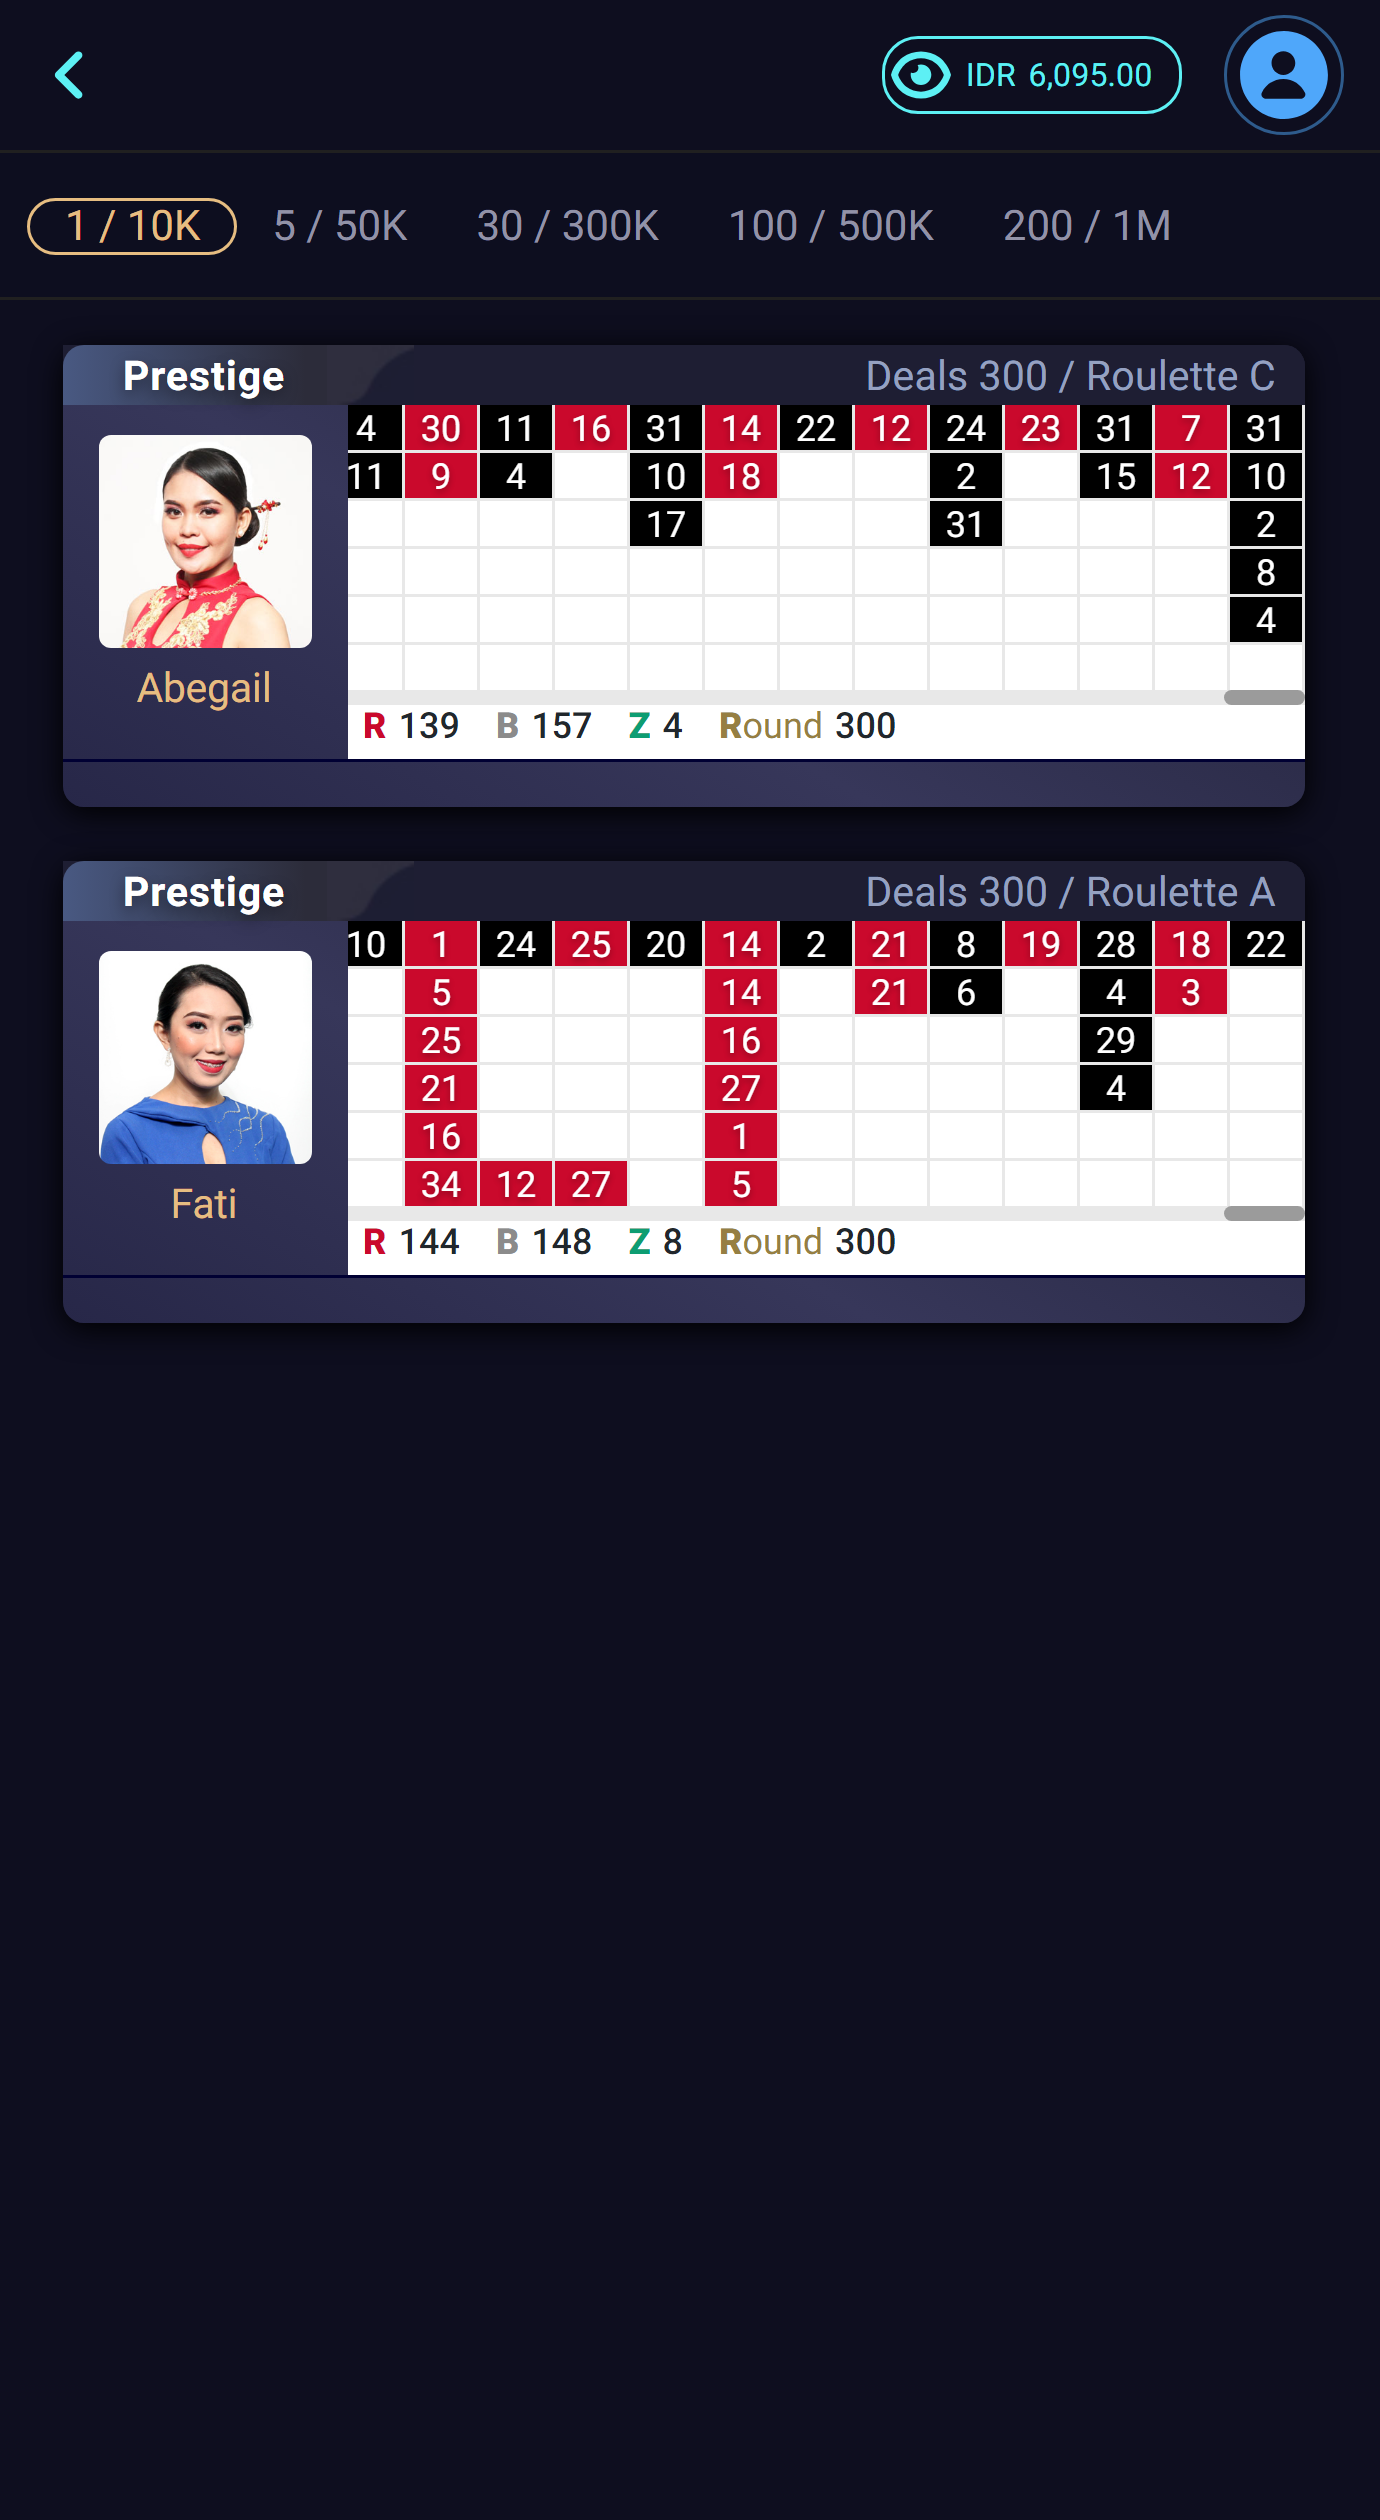 IDR 6,095.00
1 / 10K 5 / 50K 30 / 300K 100 / 500K 200 / 1M
Prestige Deals 300 / Roulette C
4 30 11 16 31 14 22 12 24 23 31 7 31
11 9 4 10 18 2 15 12 10
17 31 2
8
4
Abegail
R 139 B 157 Z 4 Round 300
Prestige Deals 300 / Roulette A
10 1 24 25 20 14 2 21 8 19 28 18 22
5 14 21 6 4 3
25 16 29
21 27 4
16 1
34 12 27 5
Fati
R 144 B 148 Z 8 Round 300